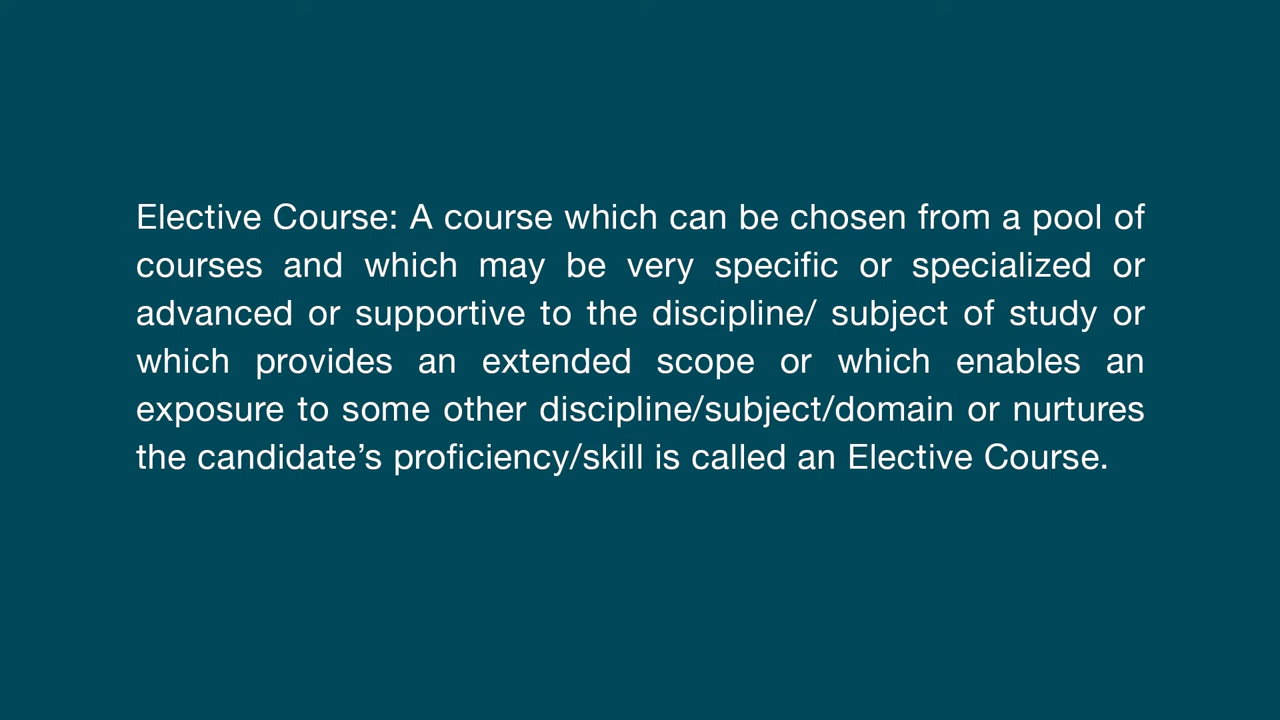 Elective Course: A course which can be chosen from a pool of
courses and which may be very specific or specialized or
advanced or supportive to the discipline/ subject of study or
which provides an extended scope or which enables an
exposure to some other discipline/subject/domain or nurtures
the candidate’s proficiency/skill is called an Elective Course.